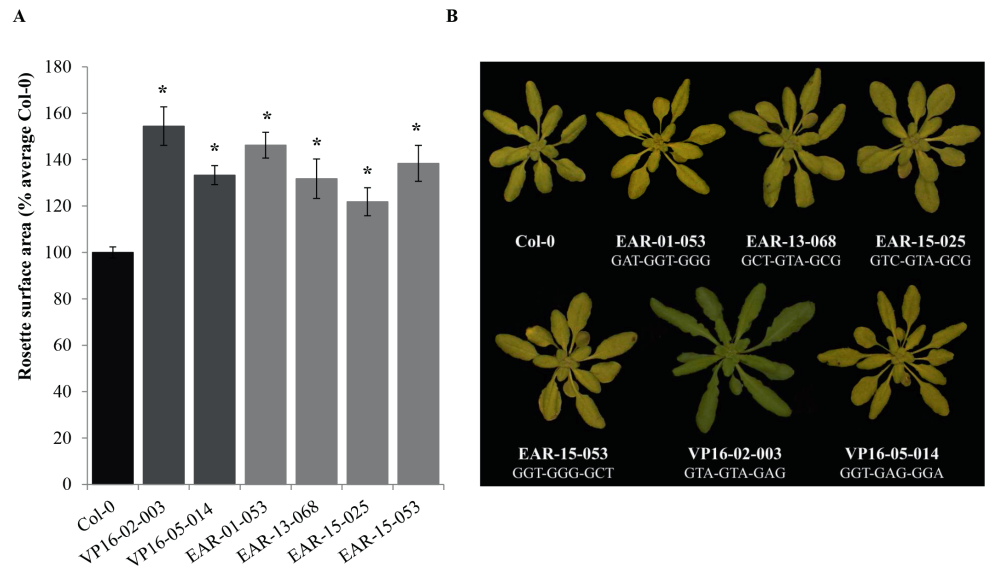 A
B
Rosette surface area (% average Col-0)
180
160
140
120
100
80
60
40
20
0
*
*
*
*
*
*
Col-0
VP16-02-003
VP16-05-014
EAR-01-053
EAR-13-068
EAR-15-025
EAR-15-053
Col-0 EAR-01-053 EAR-13-068 EAR-15-025
GAT-GGT-GGG GCT-GTA-GCG GTC-GTA-GCG
EAR-15-053 VP16-02-003 VP16-05-014
GGT-GGG-GCT GTA-GTA-GAG GGT-GAG-GGA